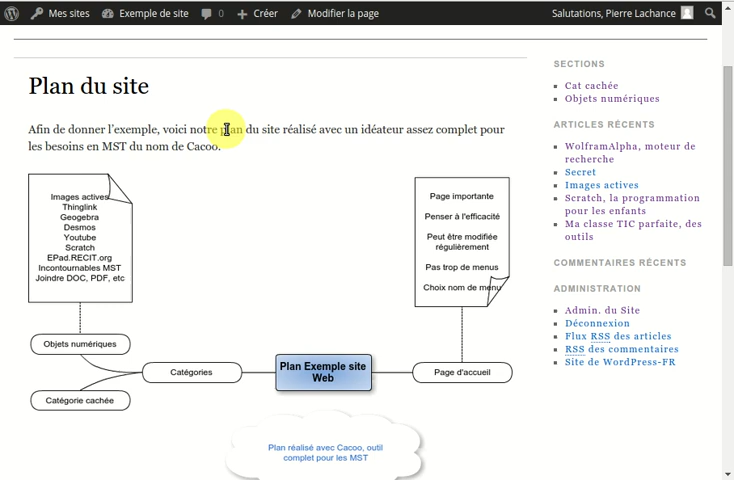 Mes sites Exemple de site 0 Créer Modifier la page Salutations, Pierre Lachance
Plan du site
Afin de donner l'exemple, voici notre plan du site réalisé avec un idéateur assez complet pour
les besoins en MST du nom de Cacoo.
Images actives
Thinglink
Geogebra
Desmos
Youtube
Scratch
EPad.RECIT.org
Incontournables MST
Joindre DOC, PDF, etc
Page importante
Penser à l'efficacité
Peut être modifiée
régulièrement
Pas trop de menus
Choix nom de menu
Objets numériques
Catégories
Plan Exemple site
Web
Page d'accueil
Catégorie cachée
Plan réalisé avec Cacoo, outil
complet pour les MST
SECTIONS
Cat cachée
Objets numériques
ARTICLES RÉCENTS
WolframAlpha, moteur de
recherche
Secret
Images actives
Scratch, la programmation
pour les enfants
Ma classe TIC parfaite, des
outils
COMMENTAIRES RÉCENTS
ADMINISTRATION
Admin. du Site
Déconnexion
Flux RSS des articles
RSS des commentaires
Site de WordPress-FR